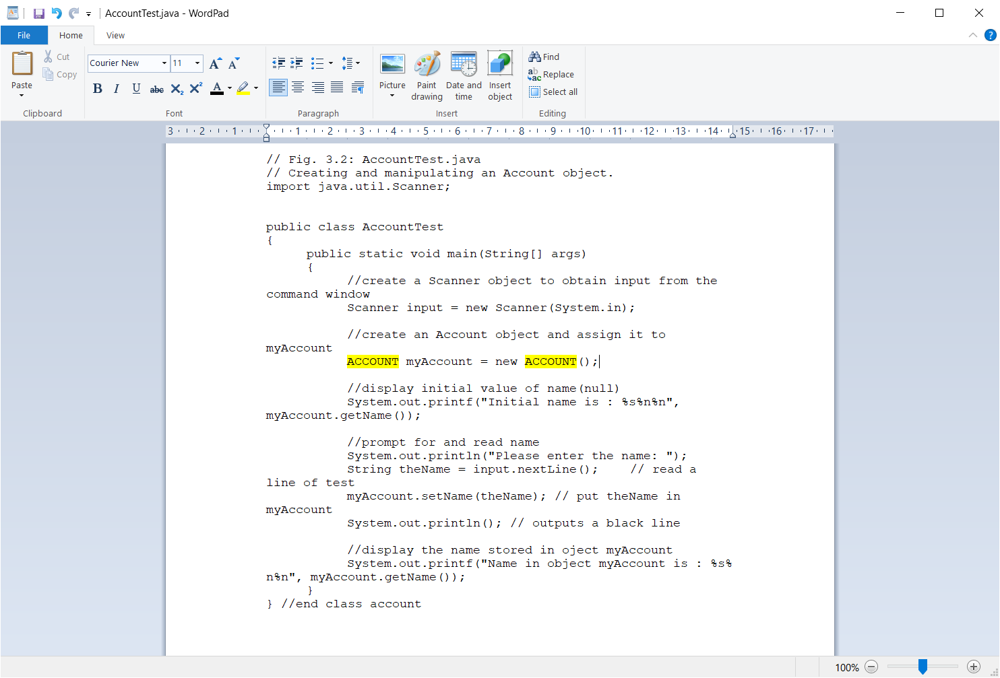 AccountTest.java - WordPad
File Home View
Paste
Cut
Copy
Clipboard
Courier New 11
B I U abc X₂ X² A
Font
Paragraph
Picture
Paint drawing
Date and time
Insert object
Insert
Find
Replace
Select all
Editing
3 2 1 1 2 3 4 5 6 7 8 9 10 11 12 13 14 15 16 17
// Fig. 3.2: AccountTest.java
// Creating and manipulating an Account object.
import java.util.Scanner;
public class AccountTest
{
public static void main(String[] args)
{
//create a Scanner object to obtain input from the
command window
Scanner input = new Scanner(System.in);
//create an Account object and assign it to
myAccount
ACCOUNT myAccount = new ACCOUNT();
//display initial value of name(null)
System.out.printf("Initial name is : %s%n%n",
myAccount.getName());
//prompt for and read name
System.out.println("Please enter the name: ");
String theName = input.nextLine(); // read a
line of test
myAccount.setName(theName); // put theName in
myAccount
System.out.println(); // outputs a black line
//display the name stored in oject myAccount
System.out.printf("Name in object myAccount is : %s%
n%n", myAccount.getName());
}
} //end class account
100%